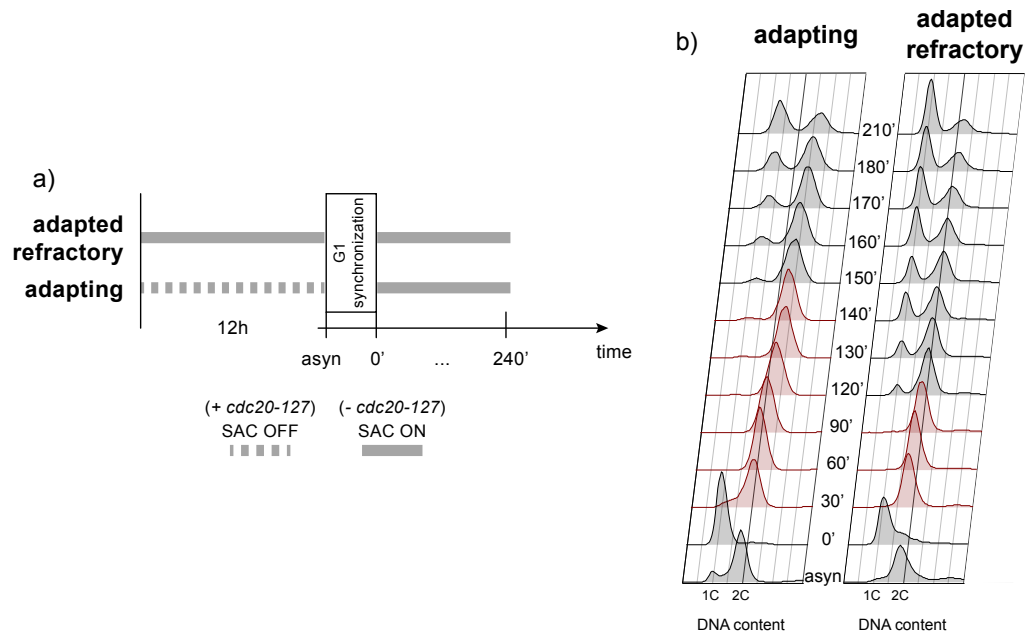 a)
adapted
refractory
adapting
G1
synchronization
12h
asyn
0'
...
240'
time
(+ cdc20-127)
SAC OFF
(- cdc20-127)
SAC ON
b)
adapting
adapted
refractory
210'
180'
170'
160'
150'
140'
130'
120'
90'
60'
30'
0'
asyn
1C 2C
1C 2C
DNA content
DNA content